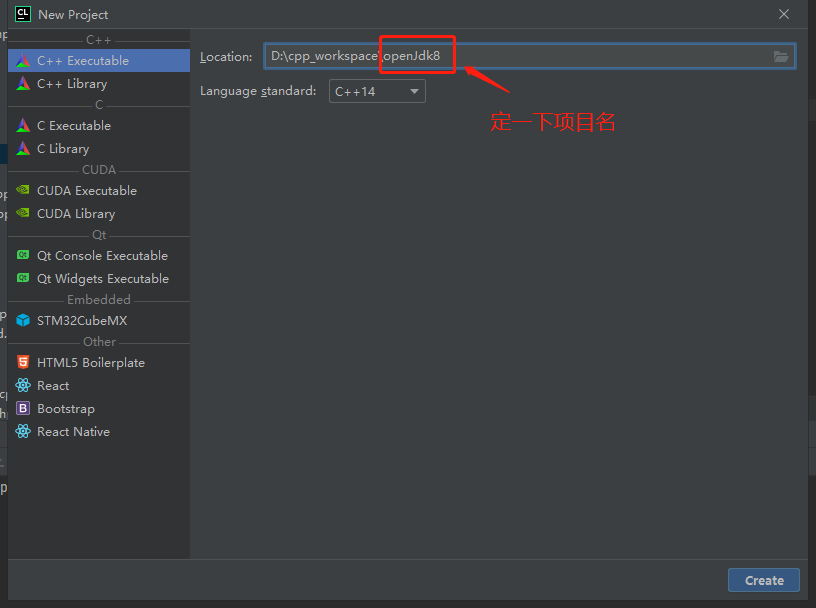 CL New Project
C++
C++ Executable
C++ Library
C
C Executable
C Library
CUDA
CUDA Executable
CUDA Library
Qt
Qt Console Executable
Qt Widgets Executable
Embedded
STM32CubeMX
Other
HTML5 Boilerplate
React
Bootstrap
React Native
Location: D:\cpp_workspace\openJdk8
Language standard: C++14
定一下项目名
Create